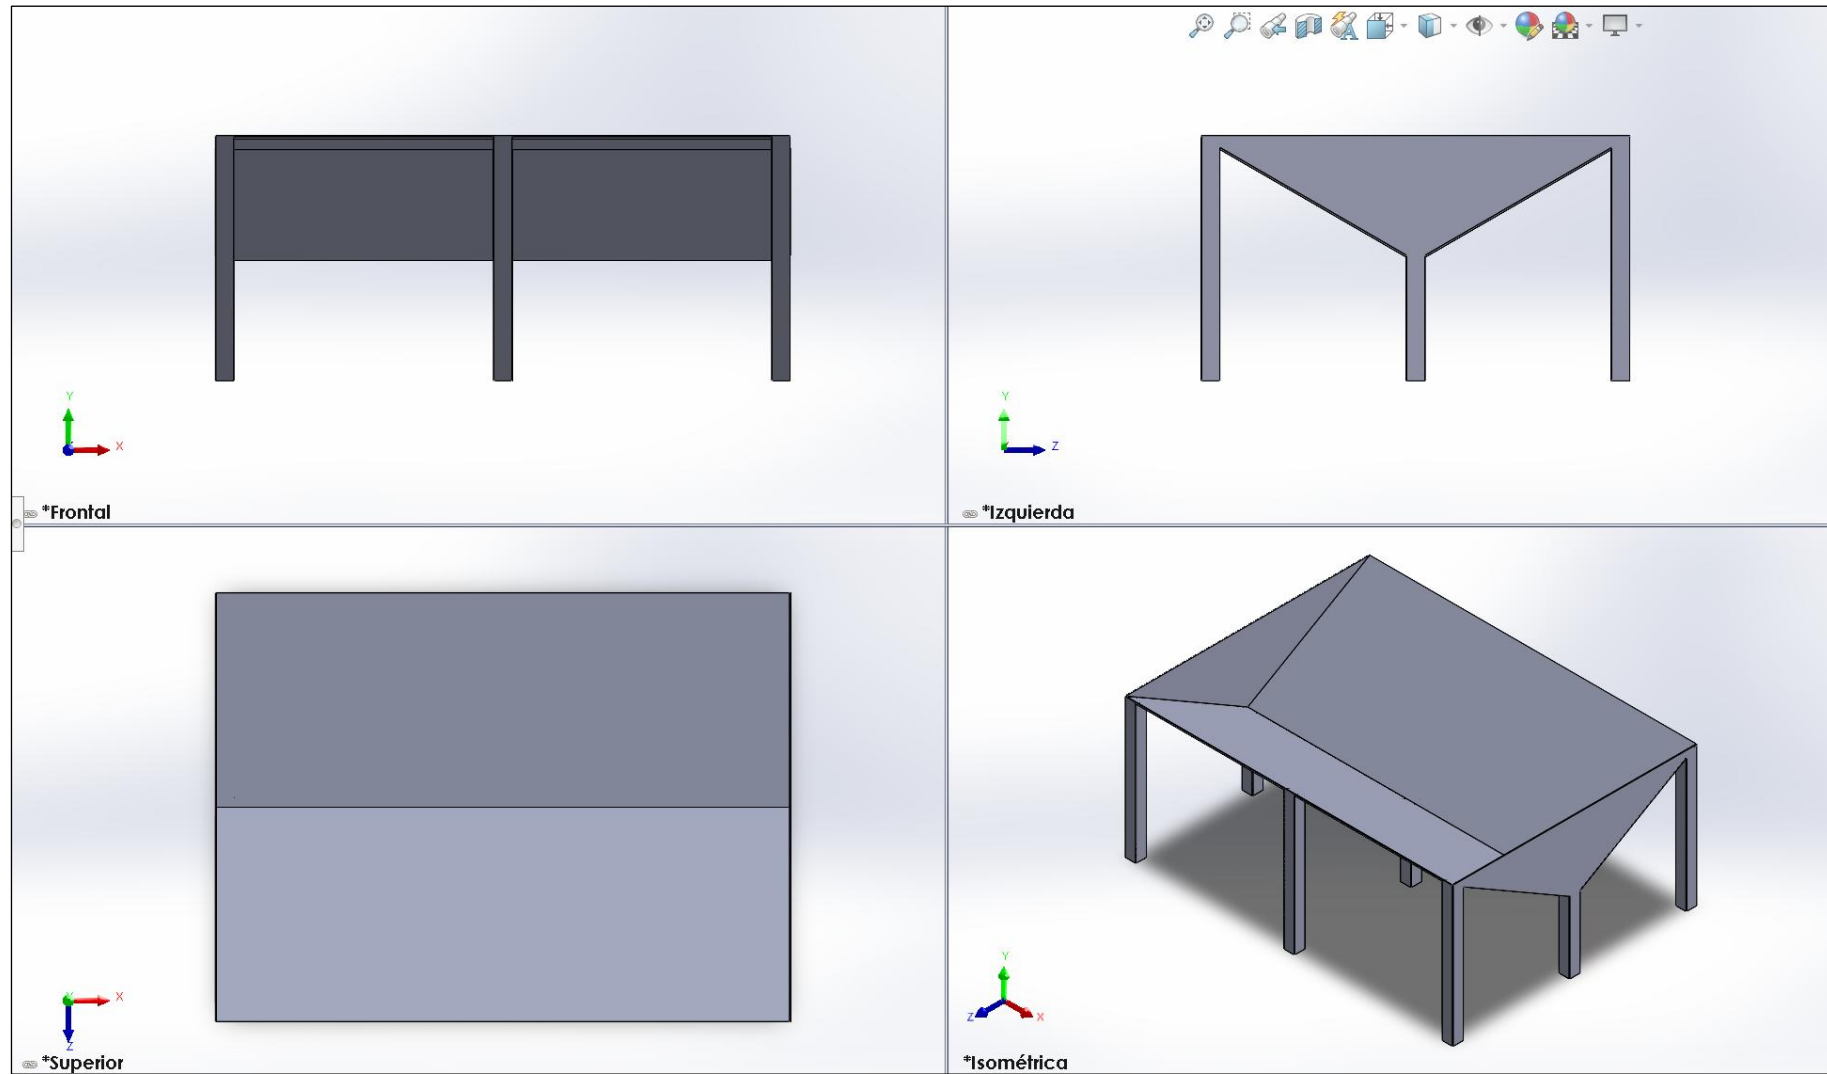 Y
X
*Frontal
Y
Z
*Izquierda
X
Z
*Superior
Y
Z
X
*Isométrica